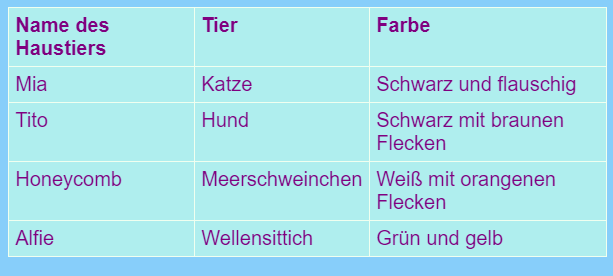 Name des Haustiers Tier Farbe
Mia Katze Schwarz und flauschig
Tito Hund Schwarz mit braunen Flecken
Honeycomb Meerschweinchen Weiß mit orangenen Flecken
Alfie Wellensittich Grün und gelb